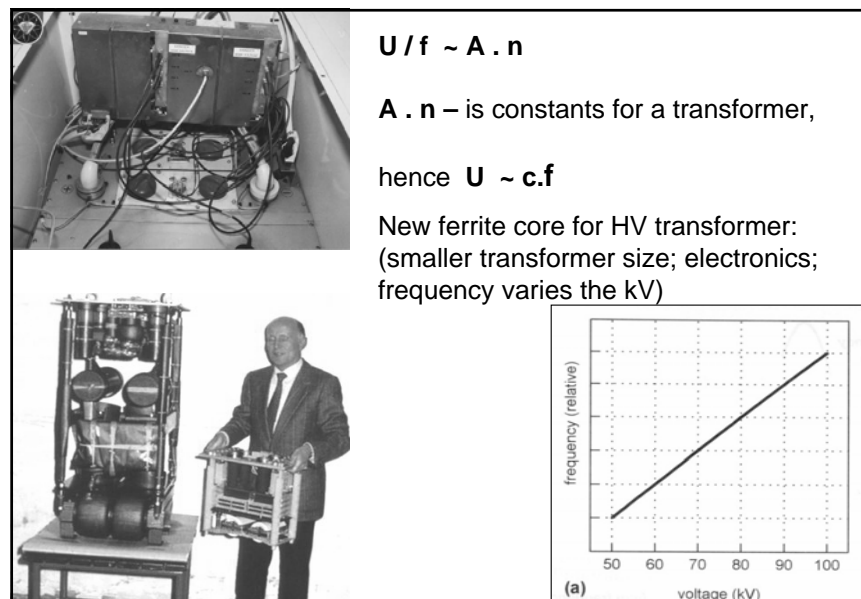 U / f ~ A . n
A . n – is constants for a transformer,
hence U ~ c.f
New ferrite core for HV transformer:
(smaller transformer size; electronics;
frequency varies the kV)
frequency (relative)
50 60 70 80 90 100
(a)
voltage (kV)